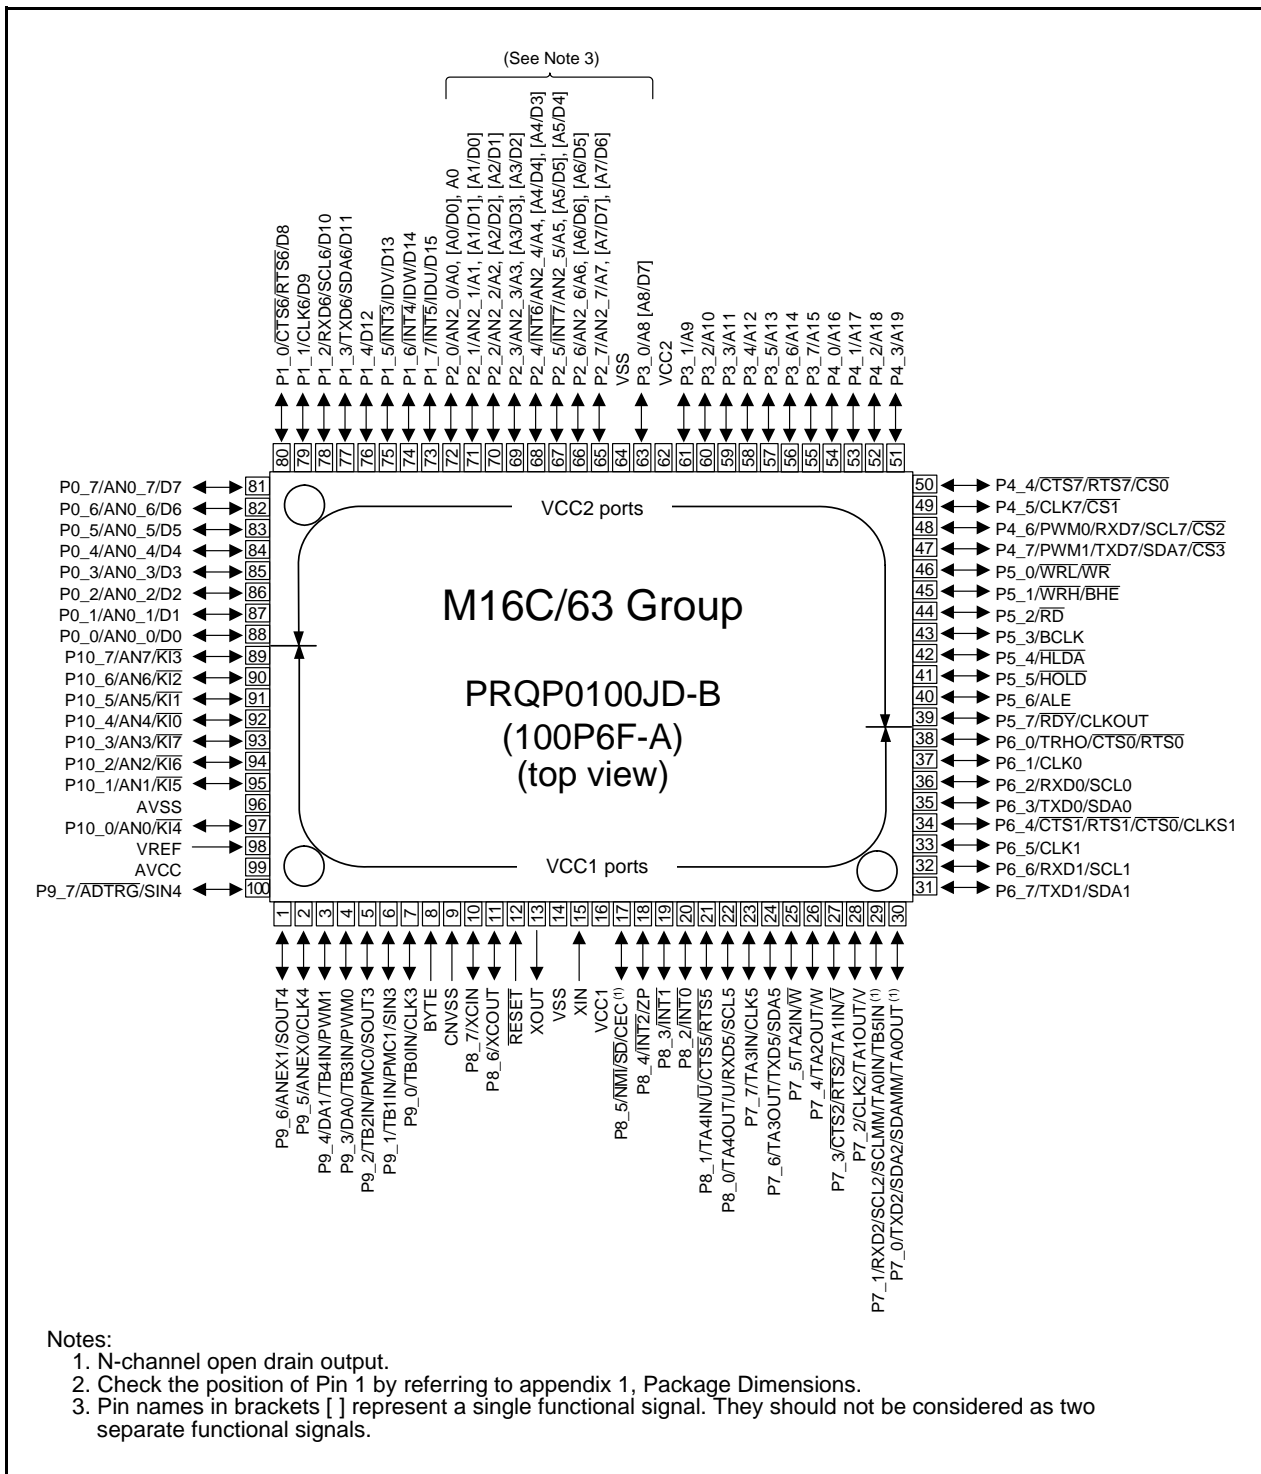 (See Note 3)
P1_0/CTS6/RTS6/D8
P1_1/CLK6/D9
P1_2/RXD6/SCL6/D10
P1_3/TXD6/SDA6/D11
P1_4/D12
P1_5/INT3/IDV/D13
P1_6/INT4/IDW/D14
P1_7/INT5/IDU/D15
P2_0/AN2_0/A0, [A0/D0], A0
P2_1/AN2_1/A1, [A1/D1], [A1/D0]
P2_2/AN2_2/A2, [A2/D2], [A2/D1]
P2_3/AN2_3/A3, [A3/D3], [A3/D2]
P2_4/INT6/AN2_4/A4, [A4/D4], [A4/D3]
P2_5/INT7/AN2_5/A5, [A5/D5], [A5/D4]
P2_6/AN2_6/A6, [A6/D6], [A6/D5]
P2_7/AN2_7/A7, [A7/D7], [A7/D6]
VSS
P3_0/A8 [A8/D7]
VCC2
P3_1/A9
P3_2/A10
P3_3/A11
P3_4/A12
P3_5/A13
P3_6/A14
P3_7/A15
P4_0/A16
P4_1/A17
P4_2/A18
P4_3/A19
80 79 78 77 76 75 74 73 72 71 70 69 68 67 66 65 64 63 62 61 60 59 58 57 56 55 54 53 52 51
P0_7/AN0_7/D7 81
P0_6/AN0_6/D6 82
P0_5/AN0_5/D5 83
P0_4/AN0_4/D4 84
P0_3/AN0_3/D3 85
P0_2/AN0_2/D2 86
P0_1/AN0_1/D1 87
P0_0/AN0_0/D0 88
P10_7/AN7/KI3 89
P10_6/AN6/KI2 90
P10_5/AN5/KI1 91
P10_4/AN4/KI0 92
P10_3/AN3/KI7 93
P10_2/AN2/KI6 94
P10_1/AN1/KI5 95
AVSS 96
P10_0/AN0/KI4 97
VREF 98
AVCC 99
P9_7/ADTRG/SIN4 100
VCC2 ports
M16C/63 Group
PRQP0100JD-B
(100P6F-A)
(top view)
VCC1 ports
50 P4_4/CTS7/RTS7/CS0
49 P4_5/CLK7/CS1
48 P4_6/PWM0/RXD7/SCL7/CS2
47 P4_7/PWM1/TXD7/SDA7/CS3
46 P5_0/WRL/WR
45 P5_1/WRH/BHE
44 P5_2/RD
43 P5_3/BCLK
42 P5_4/HLDA
41 P5_5/HOLD
40 P5_6/ALE
39 P5_7/RDY/CLKOUT
38 P6_0/TRHO/CTS0/RTS0
37 P6_1/CLK0
36 P6_2/RXD0/SCL0
35 P6_3/TXD0/SDA0
34 P6_4/CTS1/RTS1/CTS0/CLKS1
33 P6_5/CLK1
32 P6_6/RXD1/SCL1
31 P6_7/TXD1/SDA1
1 2 3 4 5 6 7 8 9 10 11 12 13 14 15 16 17 18 19 20 21 22 23 24 25 26 27 28 29 30
P9_6/ANEX1/SOUT4
P9_5/ANEX0/CLK4
P9_4/DA1/TB4IN/PWM1
P9_3/DA0/TB3IN/PWM0
P9_2/TB2IN/PMC0/SOUT3
P9_1/TB1IN/PMC1/SIN3
P9_0/TB0IN/CLK3
BYTE
CNVSS
P8_7/XCIN
P8_6/XCOUT
RESET
XOUT
VSS
XIN
VCC1
P8_5/NMI/SD/CEC (1)
P8_4/INT2/ZP
P8_3/INT1
P8_2/INT0
P8_1/TA4IN/U/CTS5/RTS5
P8_0/TA4OUT/U/RXD5/SCL5
P7_7/TA3IN/CLK5
P7_6/TA3OUT/TXD5/SDA5
P7_5/TA2IN/W
P7_4/TA2OUT/W
P7_3/CTS2/RTS2/TA1IN/V
P7_2/CLK2/TA1OUT/V
P7_1/RXD2/SCL2/SCLMM/TA0IN/TB5IN (1)
P7_0/TXD2/SDA2/SDAMM/TA0OUT (1)
Notes:
1. N-channel open drain output.
2. Check the position of Pin 1 by referring to appendix 1, Package Dimensions.
3. Pin names in brackets [ ] represent a single functional signal. They should not be considered as two
separate functional signals.